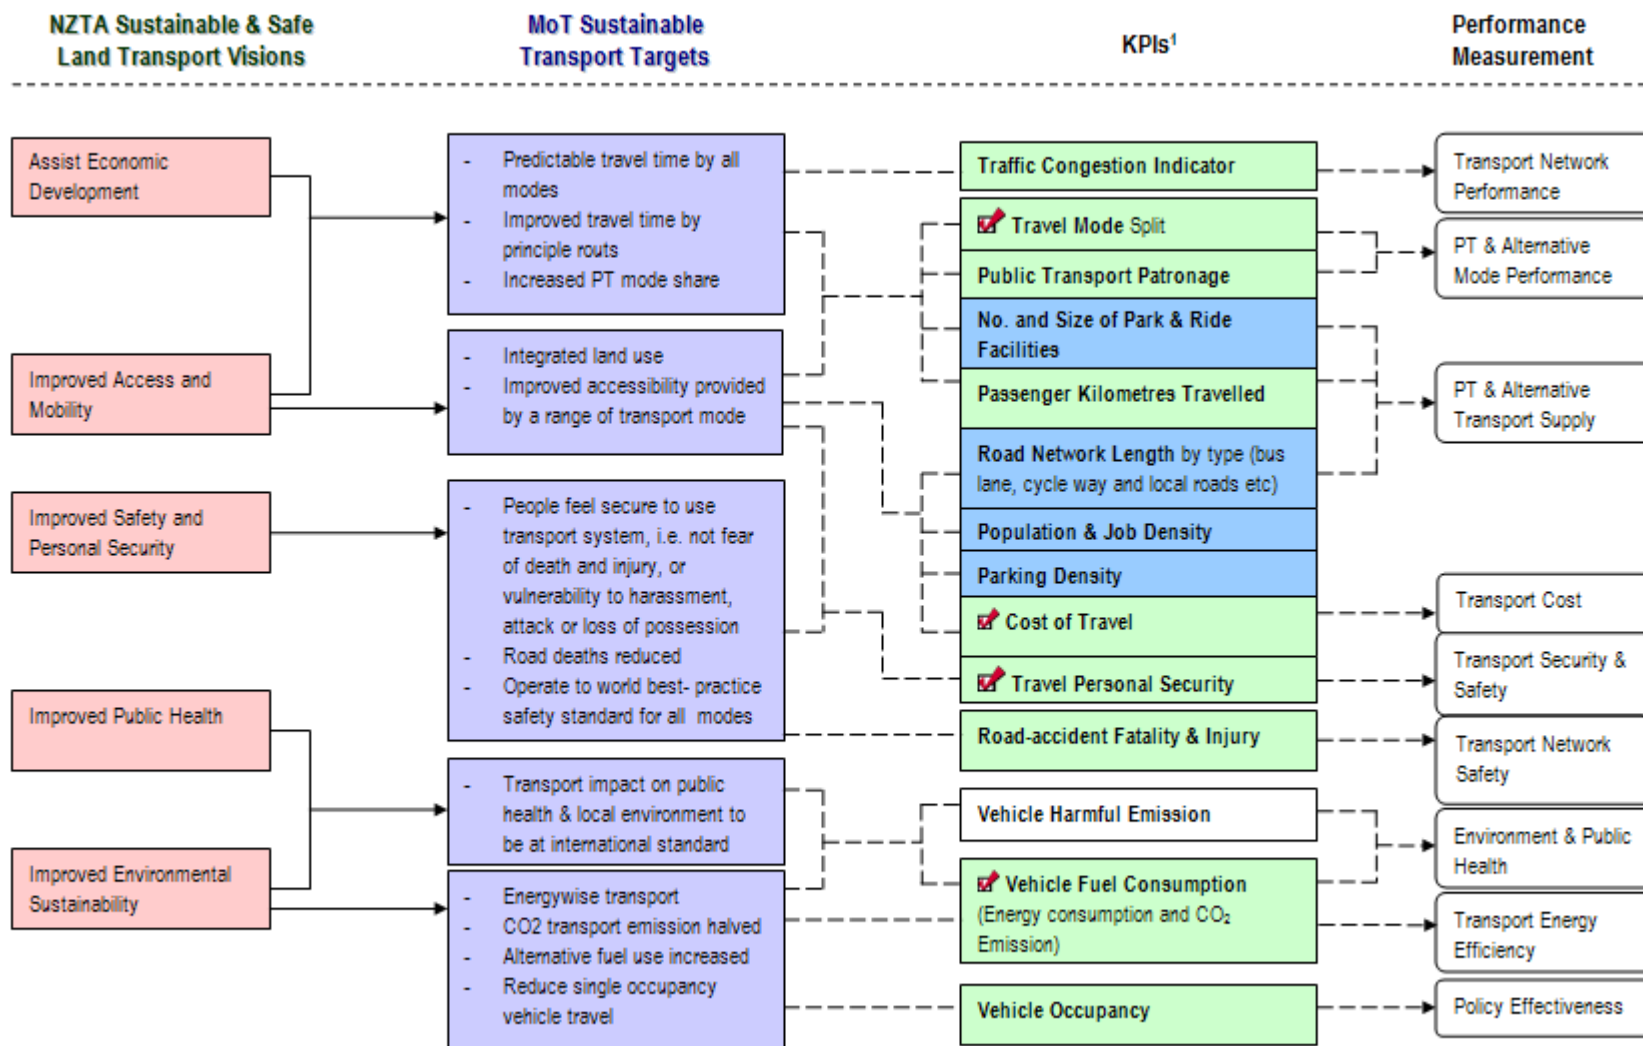 NZTA Sustainable & Safe
Land Transport Visions
MoT Sustainable
Transport Targets
KPIs¹
Performance
Measurement
Assist Economic
Development
Improved Access and
Mobility
Improved Safety and
Personal Security
Improved Public Health
Improved Environmental
Sustainability
- Predictable travel time by all
modes
- Improved travel time by
principle routs
- Increased PT mode share
- Integrated land use
- Improved accessibility provided
by a range of transport mode
- People feel secure to use
transport system, i.e. not fear
of death and injury, or
vulnerability to harassment,
attack or loss of possession
- Road deaths reduced
- Operate to world best- practice
safety standard for all modes
- Transport impact on public
health & local environment to
be at international standard
- Energywise transport
- CO2 transport emission halved
- Alternative fuel use increased
- Reduce single occupancy
vehicle travel
Traffic Congestion Indicator
Travel Mode Split
Public Transport Patronage
No. and Size of Park & Ride
Facilities
Passenger Kilometres Travelled
Road Network Length by type (bus
lane, cycle way and local roads etc)
Population & Job Density
Parking Density
Cost of Travel
Travel Personal Security
Road-accident Fatality & Injury
Vehicle Harmful Emission
Vehicle Fuel Consumption
(Energy consumption and CO₂
Emission)
Vehicle Occupancy
Transport Network
Performance
PT & Alternative
Mode Performance
PT & Alternative
Transport Supply
Transport Cost
Transport Security &
Safety
Transport Network
Safety
Environment & Public
Health
Transport Energy
Efficiency
Policy Effectiveness